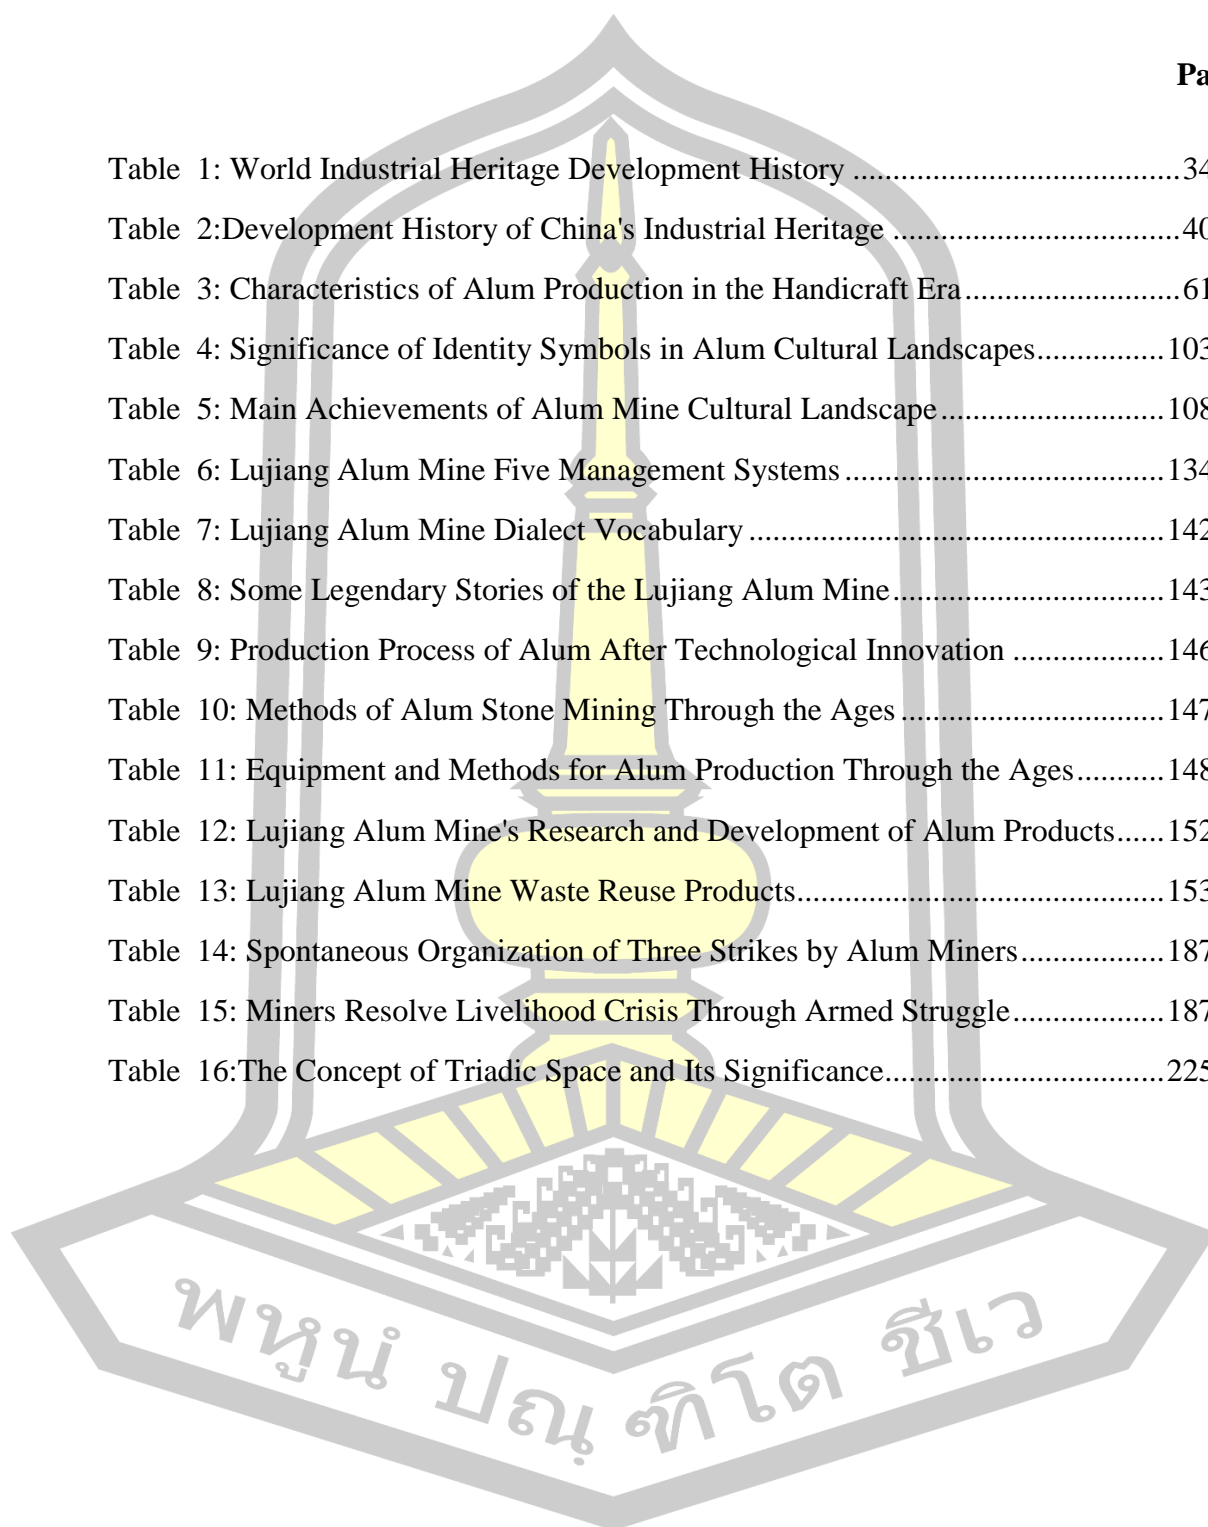 Pa
Table 1: World Industrial Heritage Development History ....................................34
Table 2:Development History of China's Industrial Heritage ................................40
Table 3: Characteristics of Alum Production in the Handicraft Era........................61
Table 4: Significance of Identity Symbols in Alum Cultural Landscapes................103
Table 5: Main Achievements of Alum Mine Cultural Landscape............................108
Table 6: Lujiang Alum Mine Five Management Systems.......................................134
Table 7: Lujiang Alum Mine Dialect Vocabulary ..................................................142
Table 8: Some Legendary Stories of the Lujiang Alum Mine.................................143
Table 9: Production Process of Alum After Technological Innovation ...................146
Table 10: Methods of Alum Stone Mining Through the Ages................................147
Table 11: Equipment and Methods for Alum Production Through the Ages...........148
Table 12: Lujiang Alum Mine's Research and Development of Alum Products......152
Table 13: Lujiang Alum Mine Waste Reuse Products............................................153
Table 14: Spontaneous Organization of Three Strikes by Alum Miners.................187
Table 15: Miners Resolve Livelihood Crisis Through Armed Struggle..................187
Table 16:The Concept of Triadic Space and Its Significance.................................225
พหูนํ ปณฺ ฑิโต ชีเว